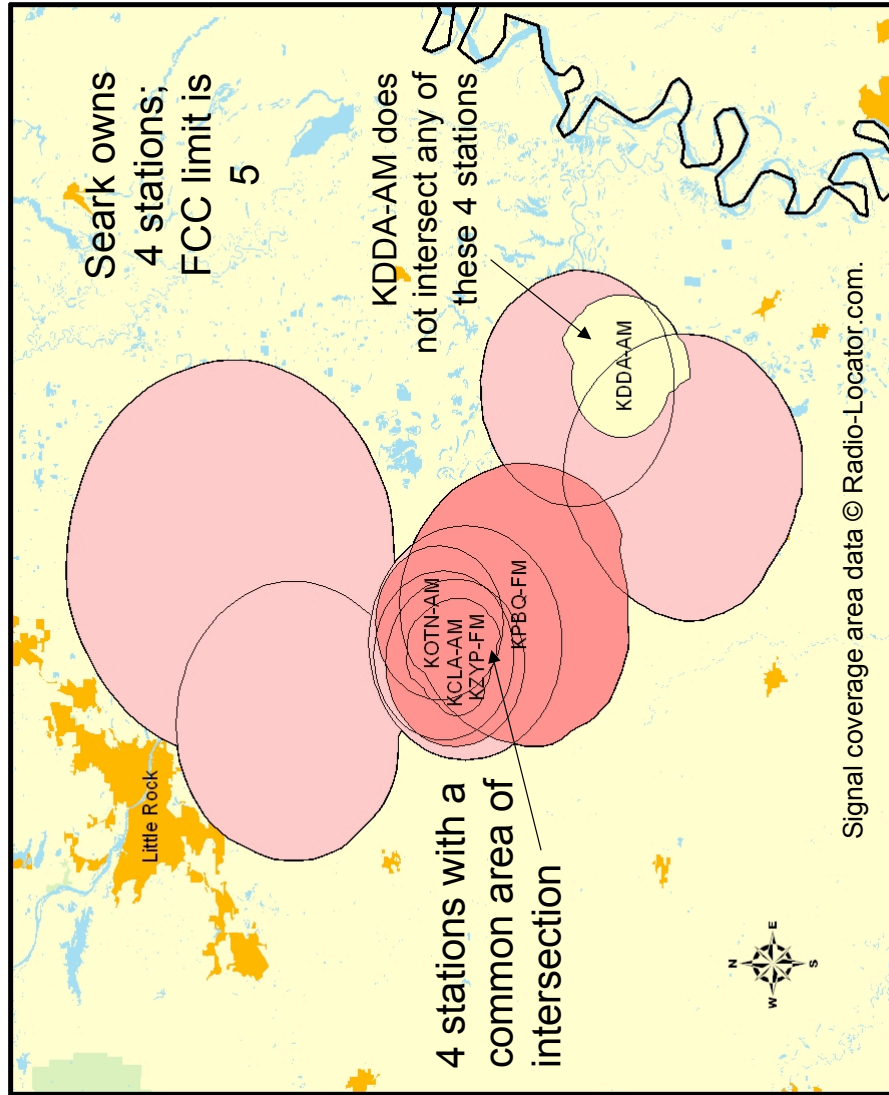 Seark owns
4 stations;
FCC limit is
5
KDDA-AM does
not intersect any of
these 4 stations
Little Rock
KOTN-AM
KCLA-AM
KZYP-FM
KPBQ-FM
KDDA-AM
4 stations with a
common area of
intersection
N
W
E
S
Signal coverage area data © Radio-Locator.com.